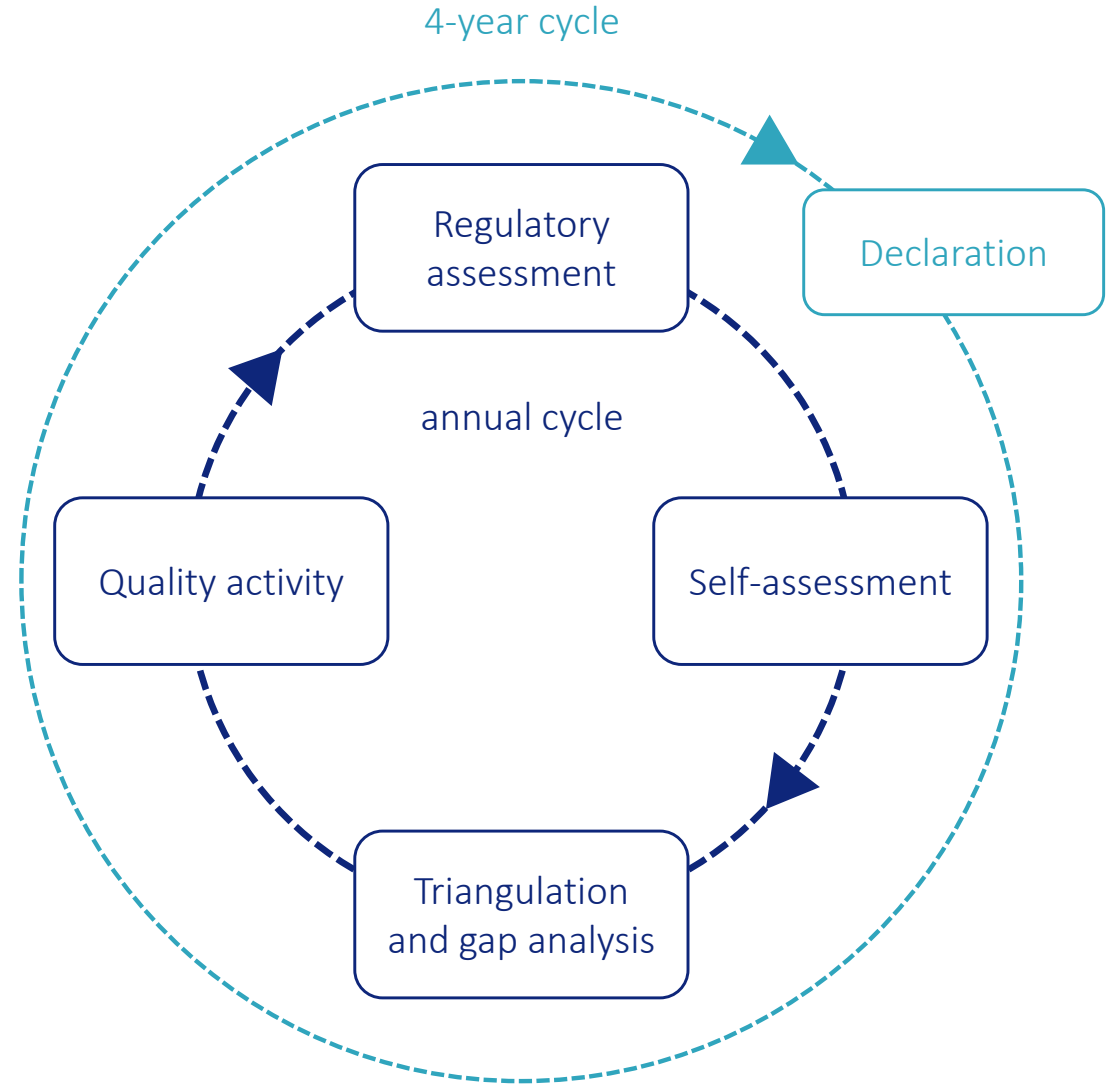 4-year cycle
Regulatory
assessment
Declaration
annual cycle
Quality activity
Self-assessment
Triangulation
and gap analysis